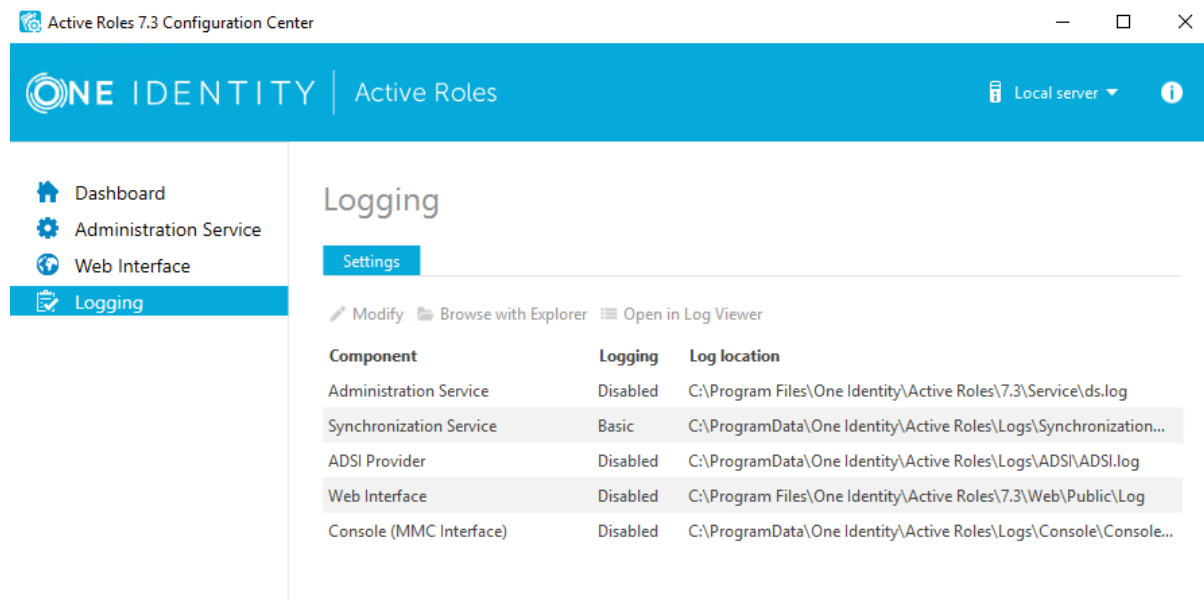 Active Roles 7.3 Configuration Center
ONE IDENTITY Active Roles Local server
Dashboard
Administration Service
Web Interface
Logging
Logging
Settings
Modify Browse with Explorer Open in Log Viewer
Component Logging Log location
Administration Service Disabled C:\Program Files\One Identity\Active Roles\7.3\Service\ds.log
Synchronization Service Basic C:\ProgramData\One Identity\Active Roles\Logs\Synchronization...
ADSI Provider Disabled C:\ProgramData\One Identity\Active Roles\Logs\ADSI\ADSI.log
Web Interface Disabled C:\Program Files\One Identity\Active Roles\7.3\Web\Public\Log
Console (MMC Interface) Disabled C:\ProgramData\One Identity\Active Roles\Logs\Console\Console...